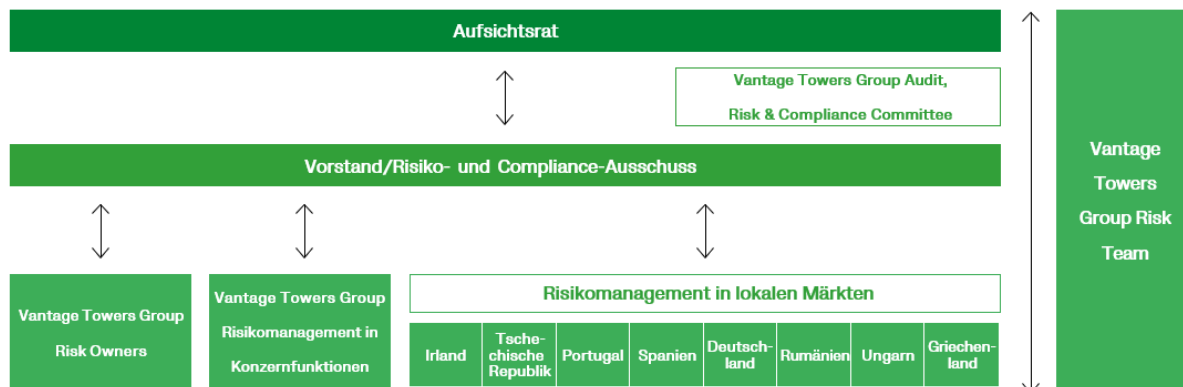 Aufsichtsrat
Vantage Towers Group Audit,
Risk & Compliance Committee
Vorstand/Risiko- und Compliance-Ausschuss
Vantage Towers Group
Risk Owners
Vantage Towers Group
Risikomanagement in
Konzernfunktionen
Risikomanagement in lokalen Märkten
Irland
Tsche-
chische
Republik
Portugal
Spanien
Deutsch-
land
Rumänien
Ungarn
Griechen-
land
Vantage
Towers
Group Risk
Team